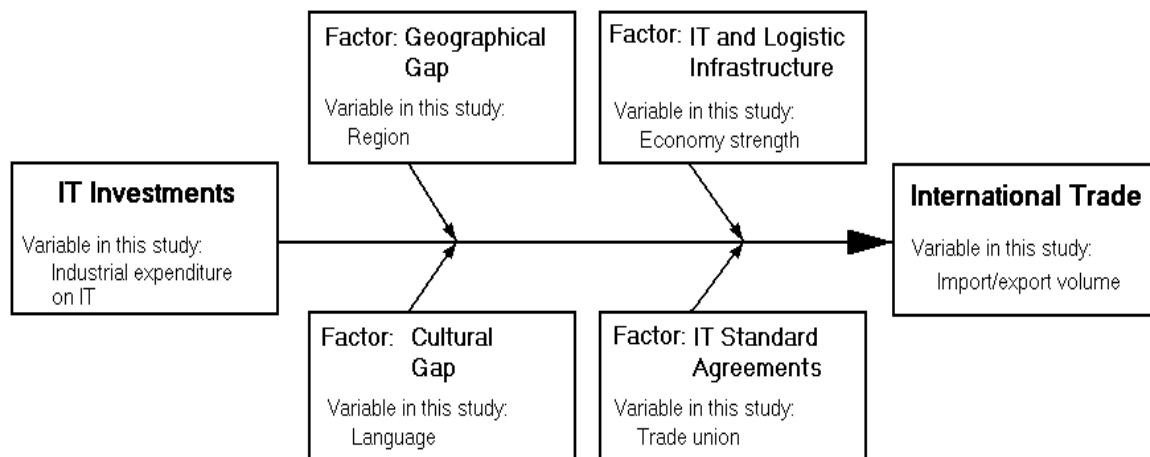 Factor: Geographical
Gap
Variable in this study:
Region
Factor: IT and Logistic
Infrastructure
Variable in this study:
Economy strength
IT Investments
Variable in this study:
Industrial expenditure
on IT
International Trade
Variable in this study:
Import/export volume
Factor: Cultural
Gap
Variable in this study:
Language
Factor: IT Standard
Agreements
Variable in this study:
Trade union